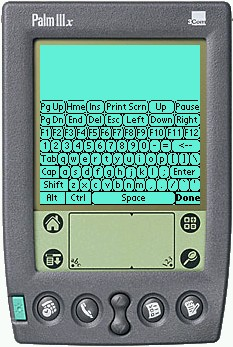 Palm IIIx 3Com
Pg Up Hme Ins Print Scrn Up Pause
Pg Dn End Del Esc Left Down Right
F1 F2 F3 F4 F5 F6 F7 F8 F9 F10 F11 F12
1 2 3 4 5 6 7 8 9 0 - = <--
Tab q w e r t y u i o p [ ] \
Cap a s d f g h j k l ; ' Enter
Shift z x c v b n m , . / '
Alt Ctrl Space Done